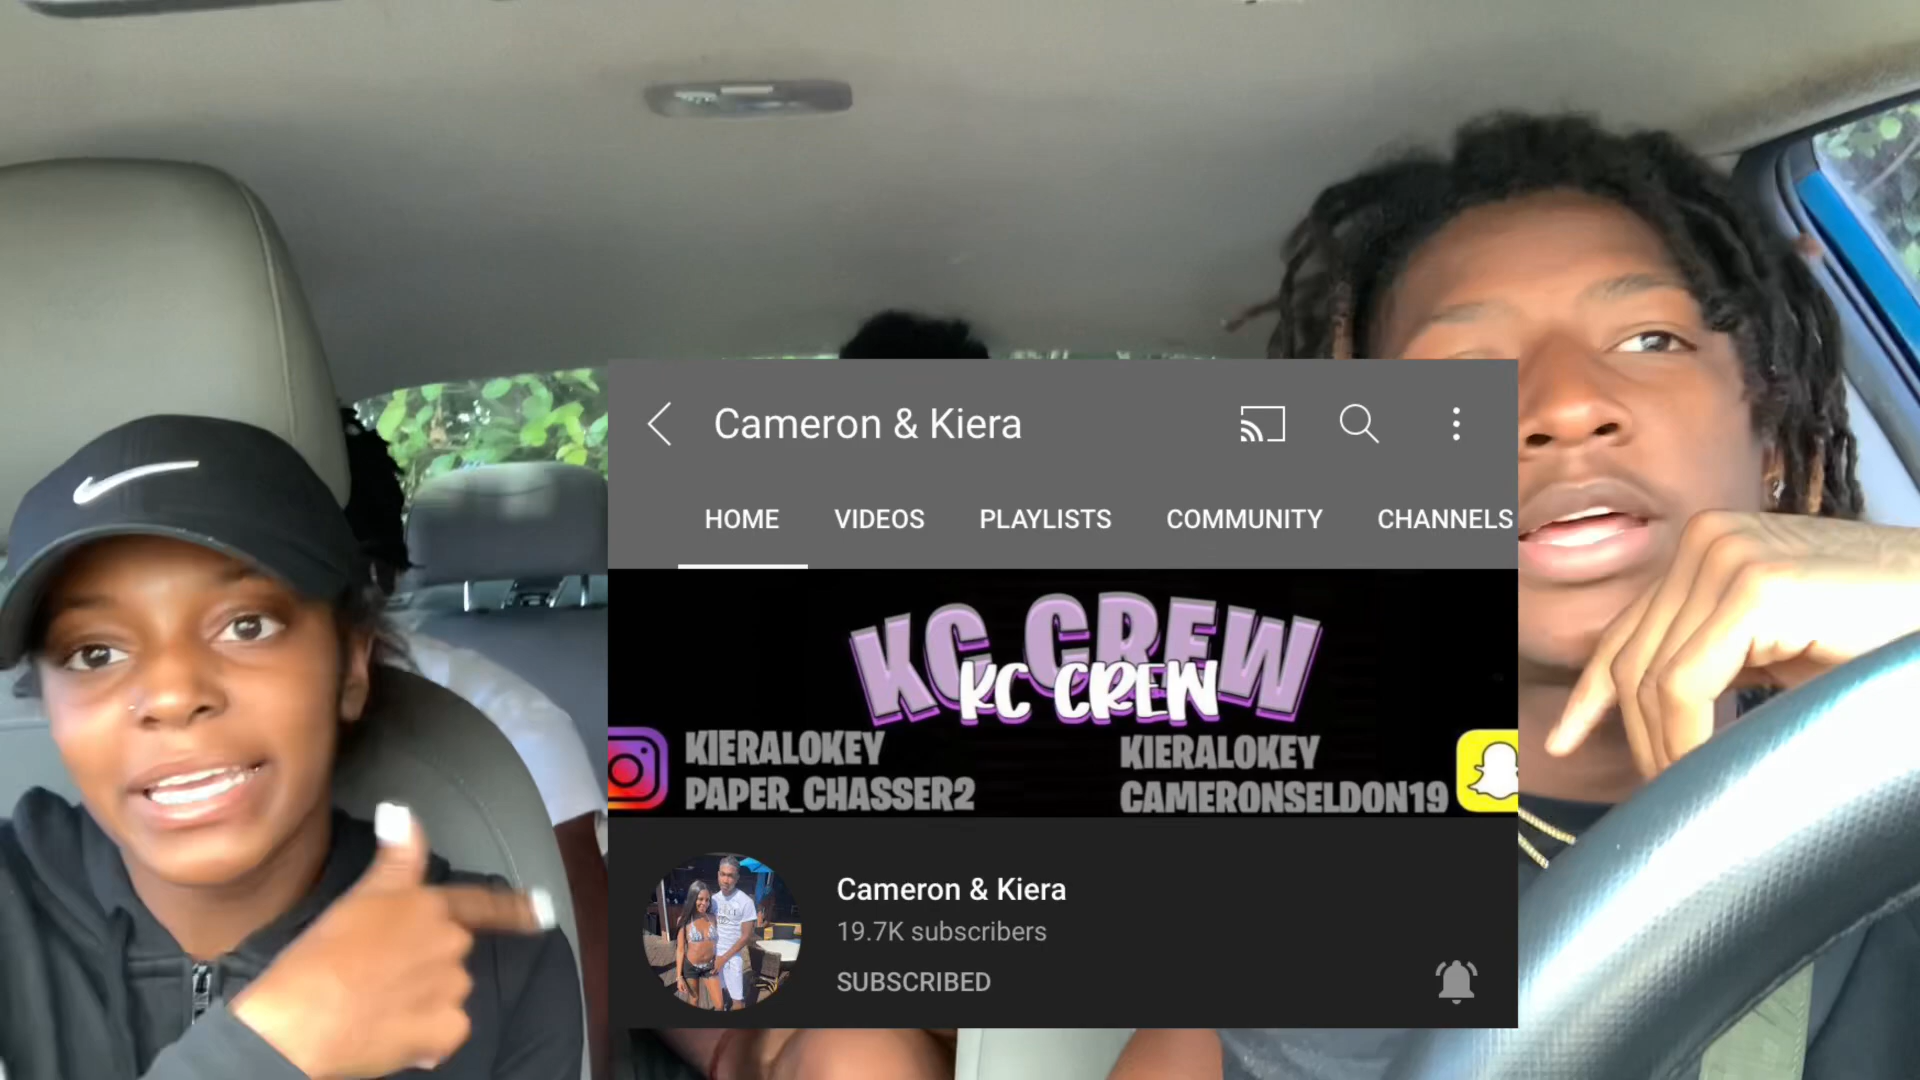 Cameron & Kiera
HOME VIDEOS PLAYLISTS COMMUNITY CHANNELS
KC CREW
KC CREW
KIERALOKEY
PAPER_CHASSER2
KIERALOKEY
CAMERONSELDON19
Cameron & Kiera
19.7K subscribers
SUBSCRIBED